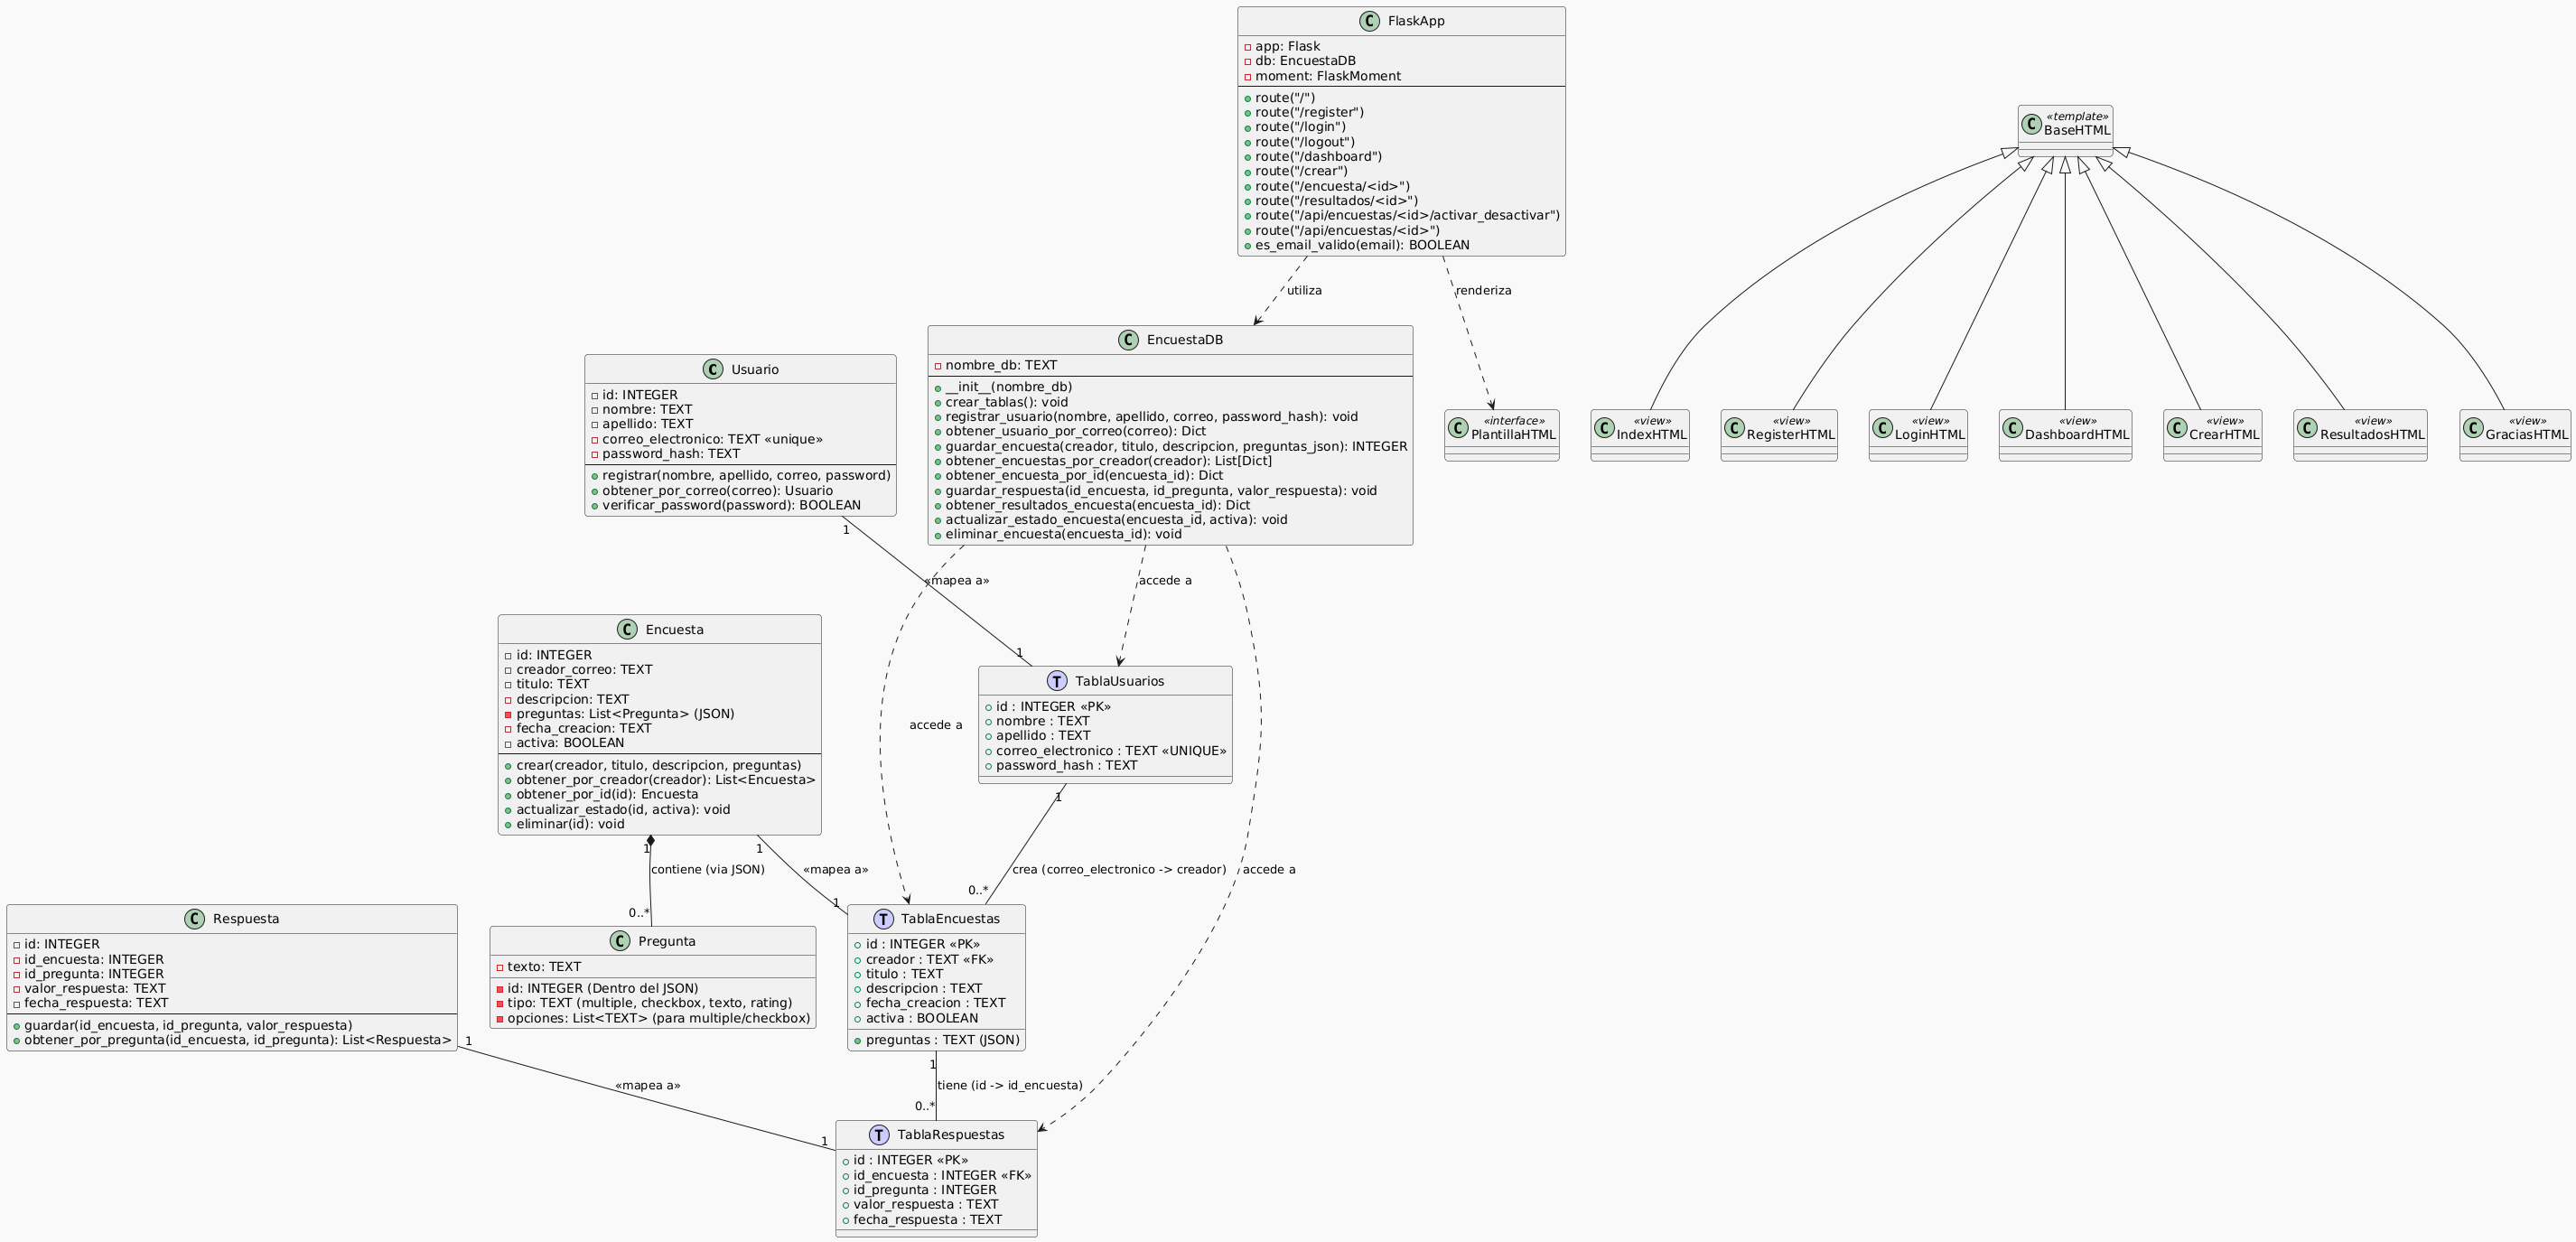 FlaskApp
app: Flask
db: EncuestaDB
moment: FlaskMoment
route("/")
route("/register")
route("/login")
route("/logout")
route("/dashboard")
route("/crear")
route("/encuesta/<id>")
route("/resultados/<id>")
route("/api/encuestas/<id>/activar_desactivar")
route("/api/encuestas/<id>")
es_email_valido(email): BOOLEAN
«template»
BaseHTML
utiliza
renderiza
EncuestaDB
nombre_db: TEXT
__init__(nombre_db)
crear_tablas(): void
registrar_usuario(nombre, apellido, correo, password_hash): void
obtener_usuario_por_correo(correo): Dict
guardar_encuesta(creador, titulo, descripcion, preguntas_json): INTEGER
obtener_encuestas_por_creador(creador): List[Dict]
obtener_encuesta_por_id(encuesta_id): Dict
guardar_respuesta(id_encuesta, id_pregunta, valor_respuesta): void
obtener_resultados_encuesta(encuesta_id): Dict
actualizar_estado_encuesta(encuesta_id, activa): void
eliminar_encuesta(encuesta_id): void
Usuario
id: INTEGER
nombre: TEXT
apellido: TEXT
correo_electronico: TEXT «unique»
password_hash: TEXT
registrar(nombre, apellido, correo, password)
obtener_por_correo(correo): Usuario
verificar_password(password): BOOLEAN
«interface»
PlantillaHTML
«view»
IndexHTML
«view»
RegisterHTML
«view»
LoginHTML
«view»
DashboardHTML
«view»
CrearHTML
«view»
ResultadosHTML
«view»
GraciasHTML
1
«mapea a»
accede a
1
Encuesta
id: INTEGER
creador_correo: TEXT
titulo: TEXT
descripcion: TEXT
preguntas: List<Pregunta> (JSON)
fecha_creacion: TEXT
activa: BOOLEAN
crear(creador, titulo, descripcion, preguntas)
obtener_por_creador(creador): List<Encuesta>
obtener_por_id(id): Encuesta
actualizar_estado(id, activa): void
eliminar(id): void
accede a
TablaUsuarios
id : INTEGER «PK»
nombre : TEXT
apellido : TEXT
correo_electronico : TEXT «UNIQUE»
password_hash : TEXT
1
1
1
contiene (via JSON)
«mapea a»
crea (correo_electronico -> creador)
accede a
0..*
1
0..*
Respuesta
id: INTEGER
id_encuesta: INTEGER
id_pregunta: INTEGER
valor_respuesta: TEXT
fecha_respuesta: TEXT
guardar(id_encuesta, id_pregunta, valor_respuesta)
obtener_por_pregunta(id_encuesta, id_pregunta): List<Respuesta>
Pregunta
texto: TEXT
id: INTEGER (Dentro del JSON)
tipo: TEXT (multiple, checkbox, texto, rating)
opciones: List<TEXT> (para multiple/checkbox)
TablaEncuestas
id : INTEGER «PK»
creador : TEXT «FK»
titulo : TEXT
descripcion : TEXT
fecha_creacion : TEXT
activa : BOOLEAN
preguntas : TEXT (JSON)
1
1
«mapea a»
tiene (id -> id_encuesta)
0..*
1
TablaRespuestas
id : INTEGER «PK»
id_encuesta : INTEGER «FK»
id_pregunta : INTEGER
valor_respuesta : TEXT
fecha_respuesta : TEXT